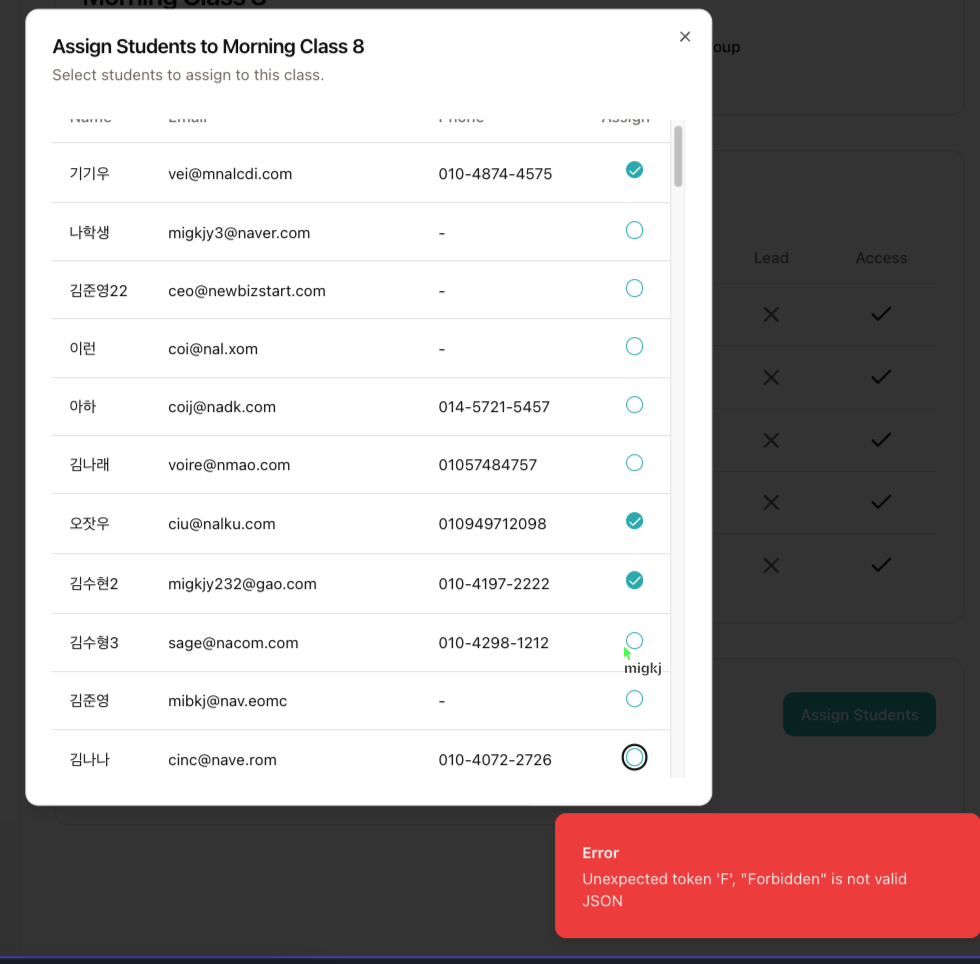 Morning Class 8
Assign Students to Morning Class 8
oup
Select students to assign to this class.
Name Email Phone Assign
기기우 vei@mnalcdi.com 010-4874-4575
나학생 migkjy3@naver.com -
Lead Access
김준영22 ceo@newbizstart.com -
이런 coi@nal.xom -
아하 coij@nadk.com 014-5721-5457
김나래 voire@nmao.com 01057484757
오잣우 ciu@nalku.com 010949712098
김수현2 migkjy232@gao.com 010-4197-2222
김수형3 sage@nacom.com 010-4298-1212
migkj
김준영 mibkj@nav.eomc -
Assign Students
김나나 cinc@nave.rom 010-4072-2726
Error
Unexpected token 'F', "Forbidden" is not valid
JSON